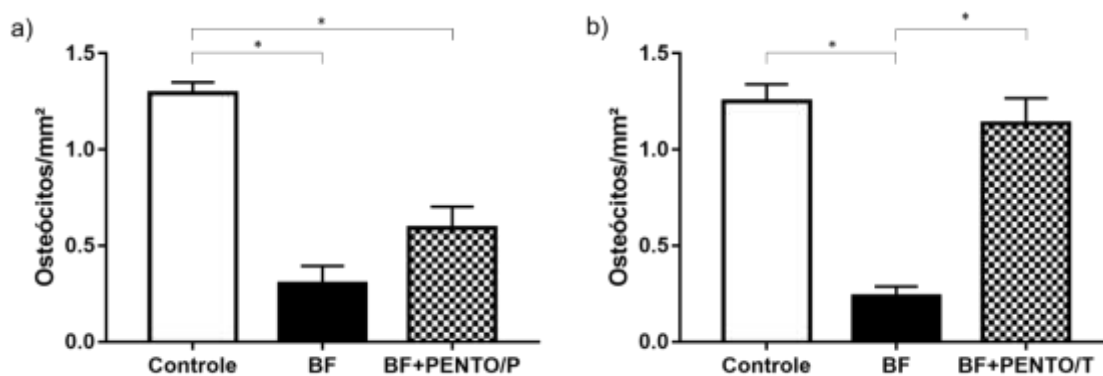 a)
*
*
Osteócitos/mm²
1.5
1.0
0.5
0.0
Controle BF BF+PENTO/P
b)
*
*
Osteócitos/mm²
1.5
1.0
0.5
0.0
Controle BF BF+PENTO/T